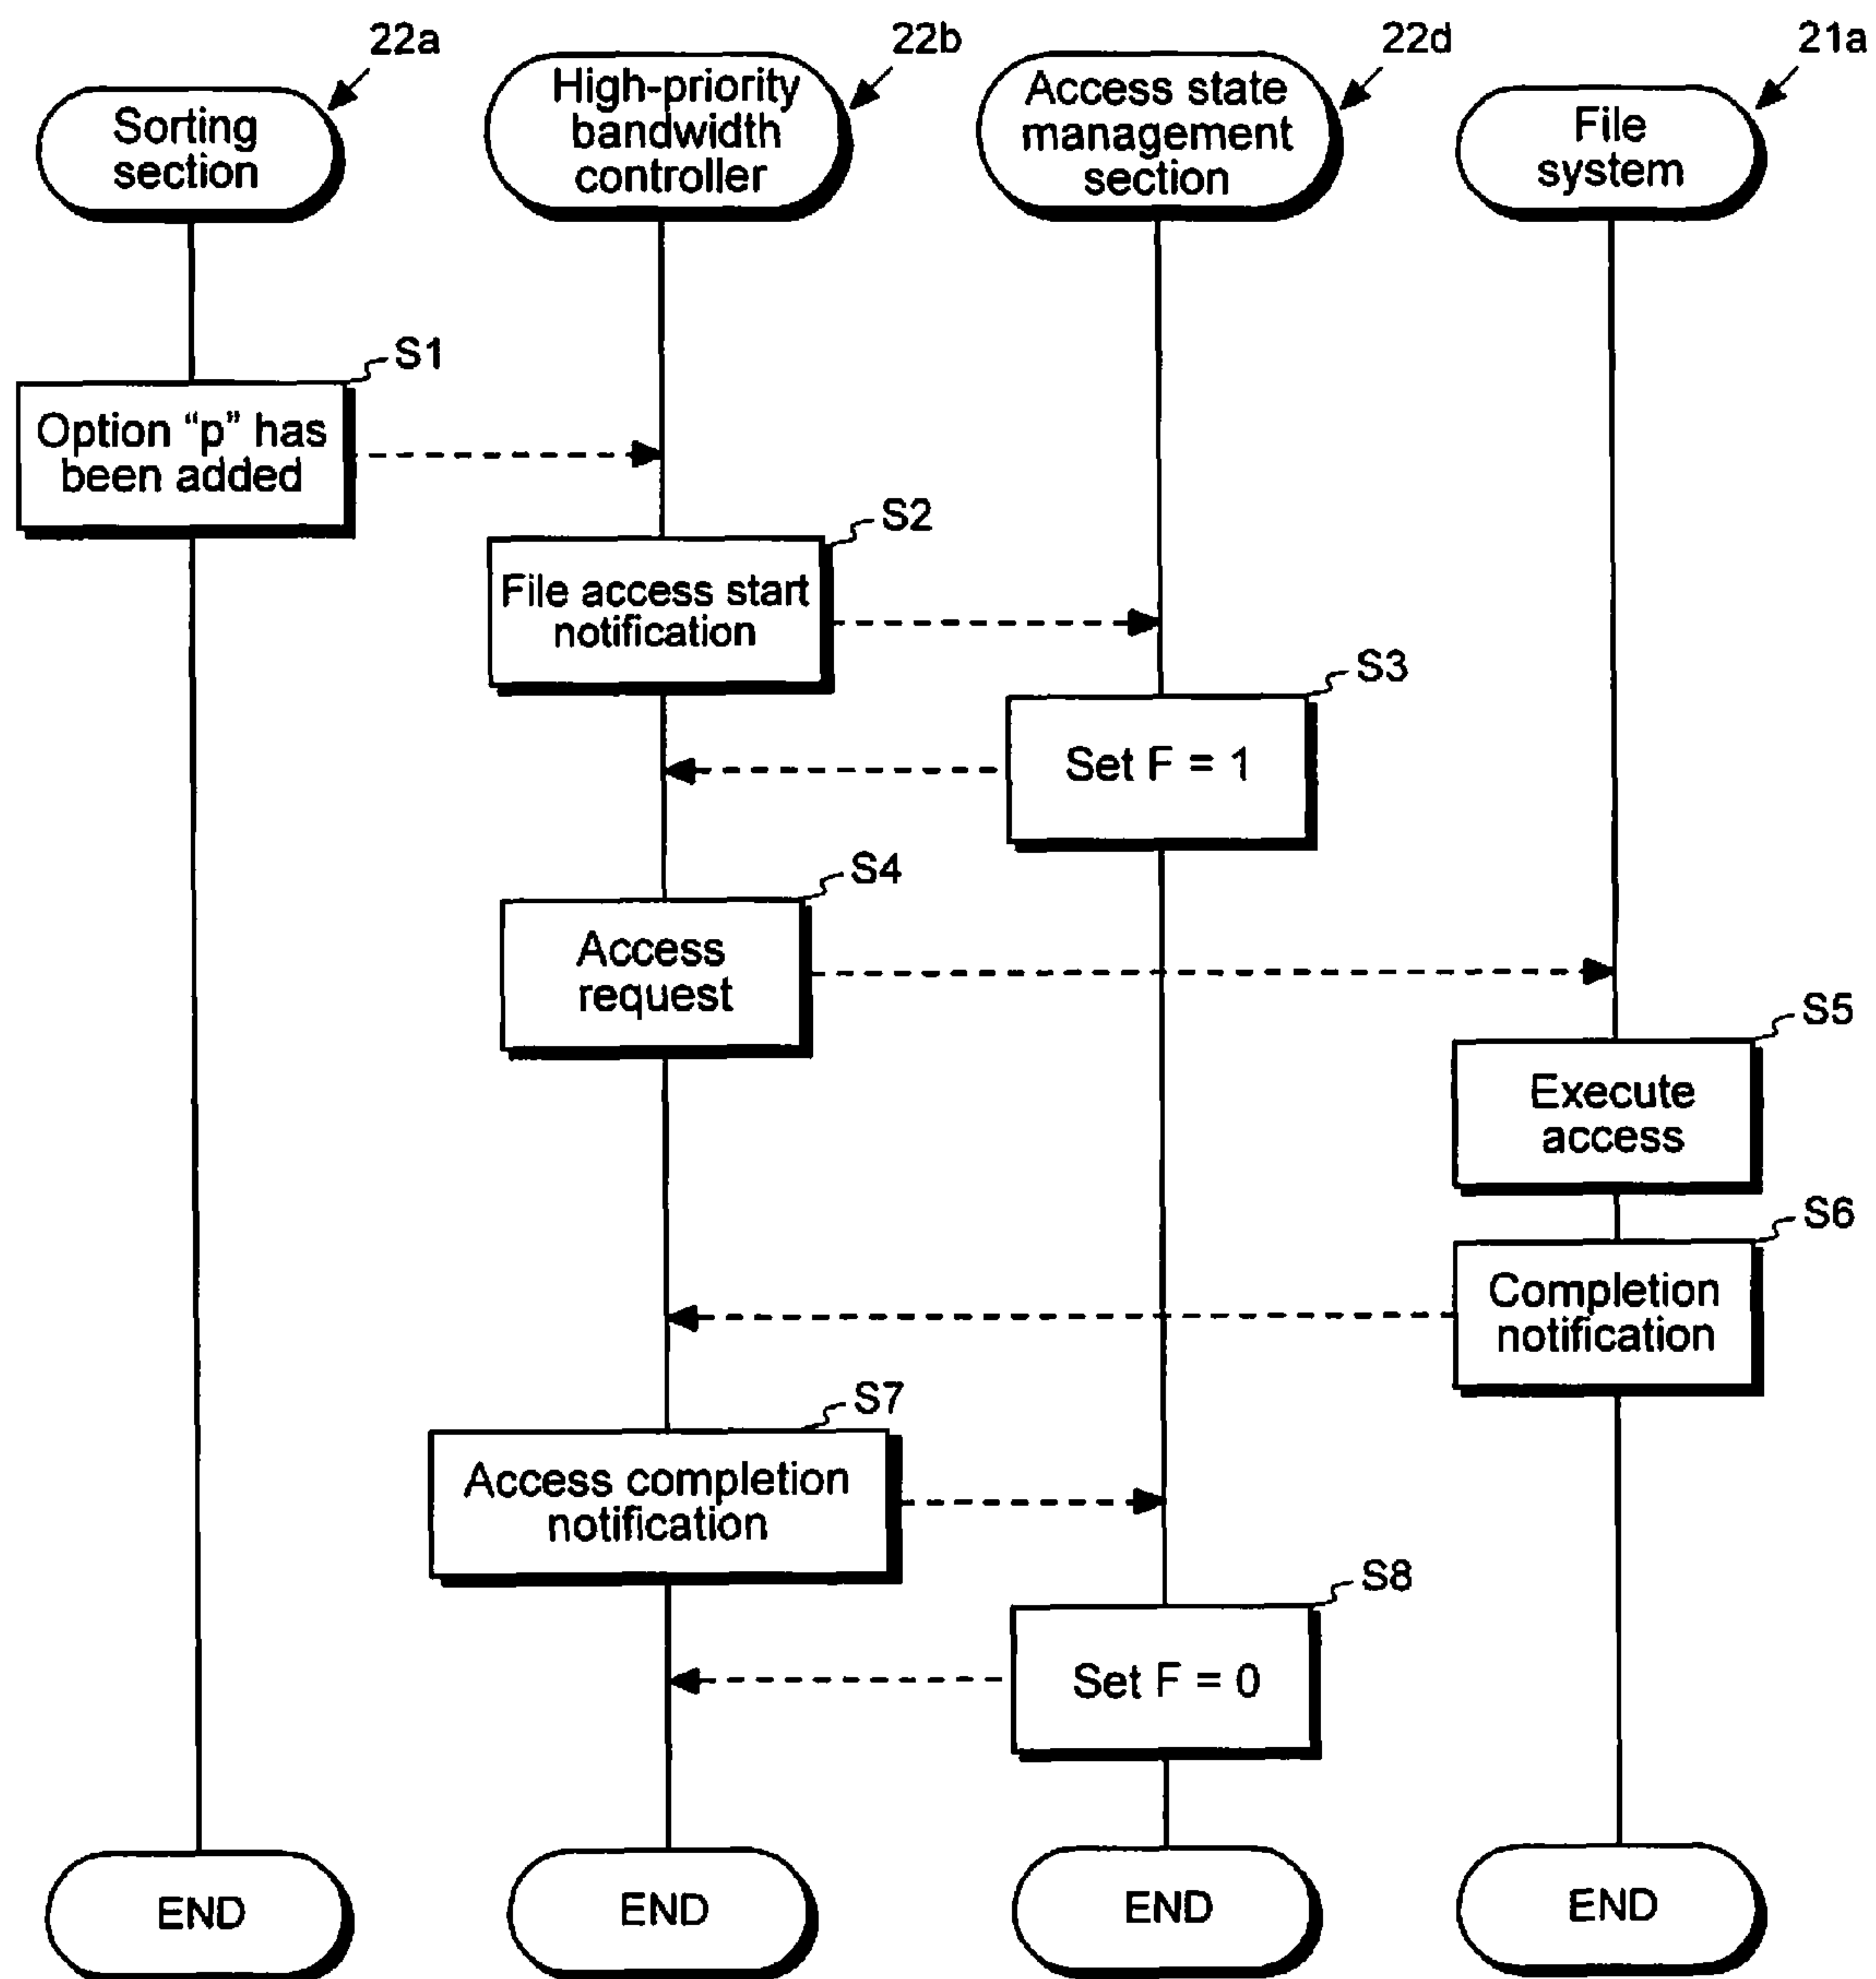 22a
22b
22d
21a
Sorting
section
High-priority
bandwidth
controller
Access state
management
section
File
system
S1
Option “p” has
been added
S2
File access start
notification
S3
Set F = 1
S4
Access
request
S5
Execute
access
S6
Completion
notification
S7
Access completion
notification
S8
Set F = 0
END
END
END
END